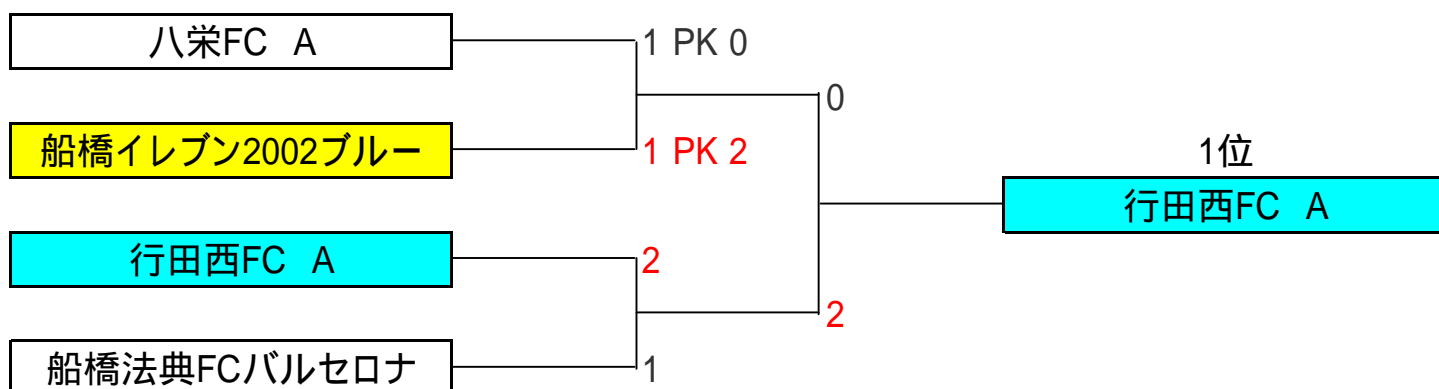 八栄FC A
1 PK 0
0
船橋イレブン2002ブルー
1 PK 2
1位
行田西FC A
行田西FC A
2
2
船橋法典FCバルセロナ
1